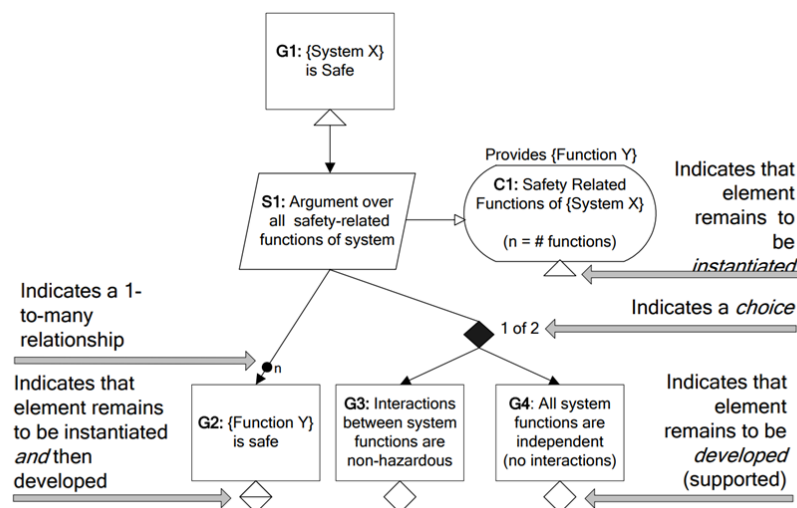 G1: {System X}
is Safe
Provides {Function Y}
S1: Argument over
all safety-related
functions of system
C1: Safety Related
Functions of {System X}
(n = # functions)
Indicates that
element
remains to
be
instantiated
Indicates a 1-
to-many
relationship
n
1 of 2
Indicates a choice
Indicates that
element remains
to be instantiated
and then
developed
G2: {Function Y}
is safe
G3: Interactions
between system
functions are
non-hazardous
G4: All system
functions are
independent
(no interactions)
Indicates that
element
remains to be
developed
(supported)